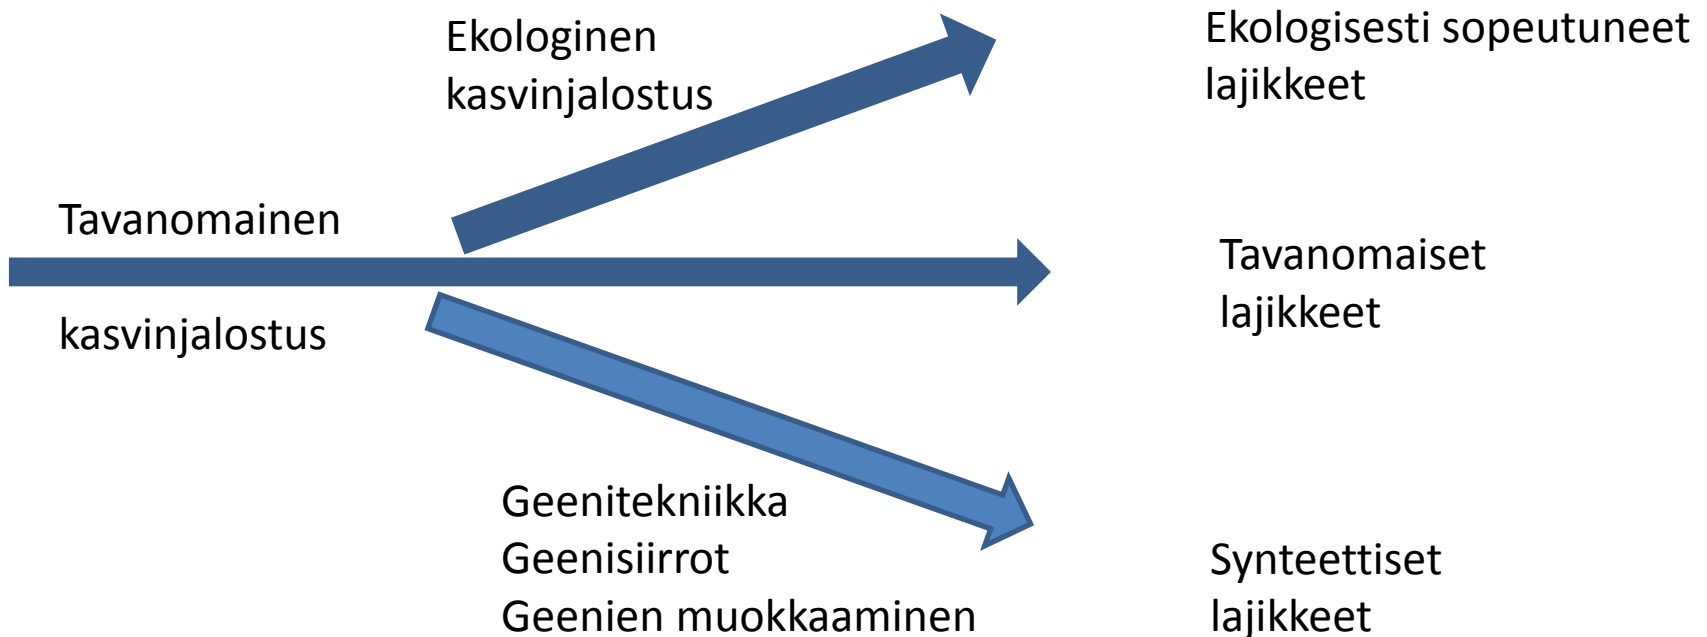 Ekologinen
kasvinjalostus
Ekologisesti sopeutuneet
lajikkeet
Tavanomainen
kasvinjalostus
Tavanomaiset
lajikkeet
Geenitekniikka
Geenisiirrot
Geenien muokkaaminen
Synteettiset
lajikkeet